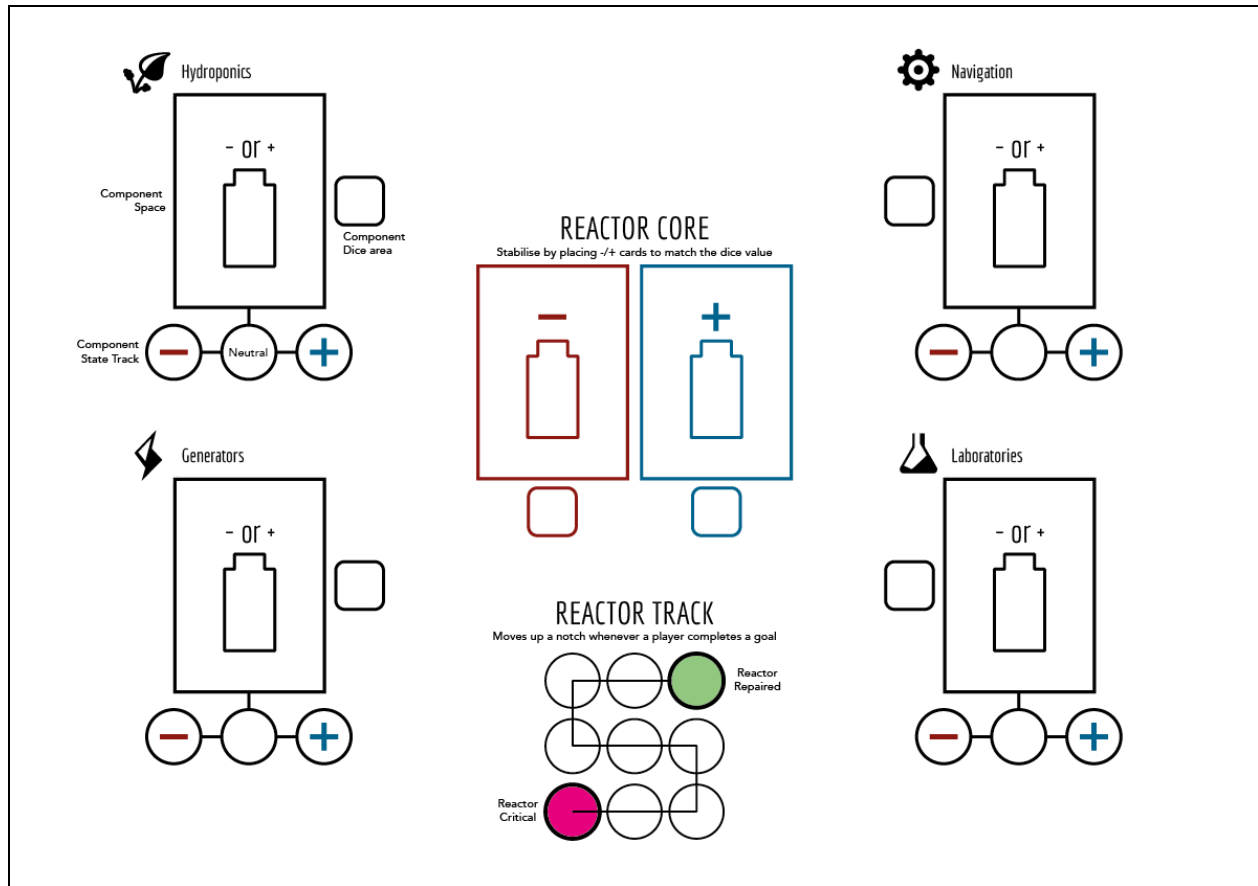 Hydroponics
- or +
Component
Space
Component
Dice area
Component
State Track
−
Neutral
+
Navigation
- or +
−
+
REACTOR CORE
Stabilise by placing -/+ cards to match the dice value
−
+
Generators
- or +
−
+
Laboratories
- or +
−
+
REACTOR TRACK
Moves up a notch whenever a player completes a goal
Reactor
Repaired
Reactor
Critical